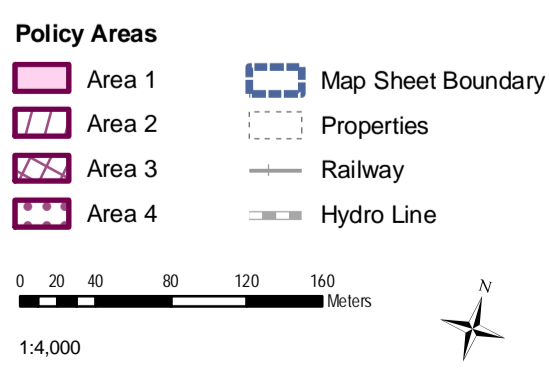 Policy Areas
Area 1
Area 2
Area 3
Area 4
Map Sheet Boundary
Properties
Railway
Hydro Line
0 20 40 80 120 160
Meters
1:4,000
N